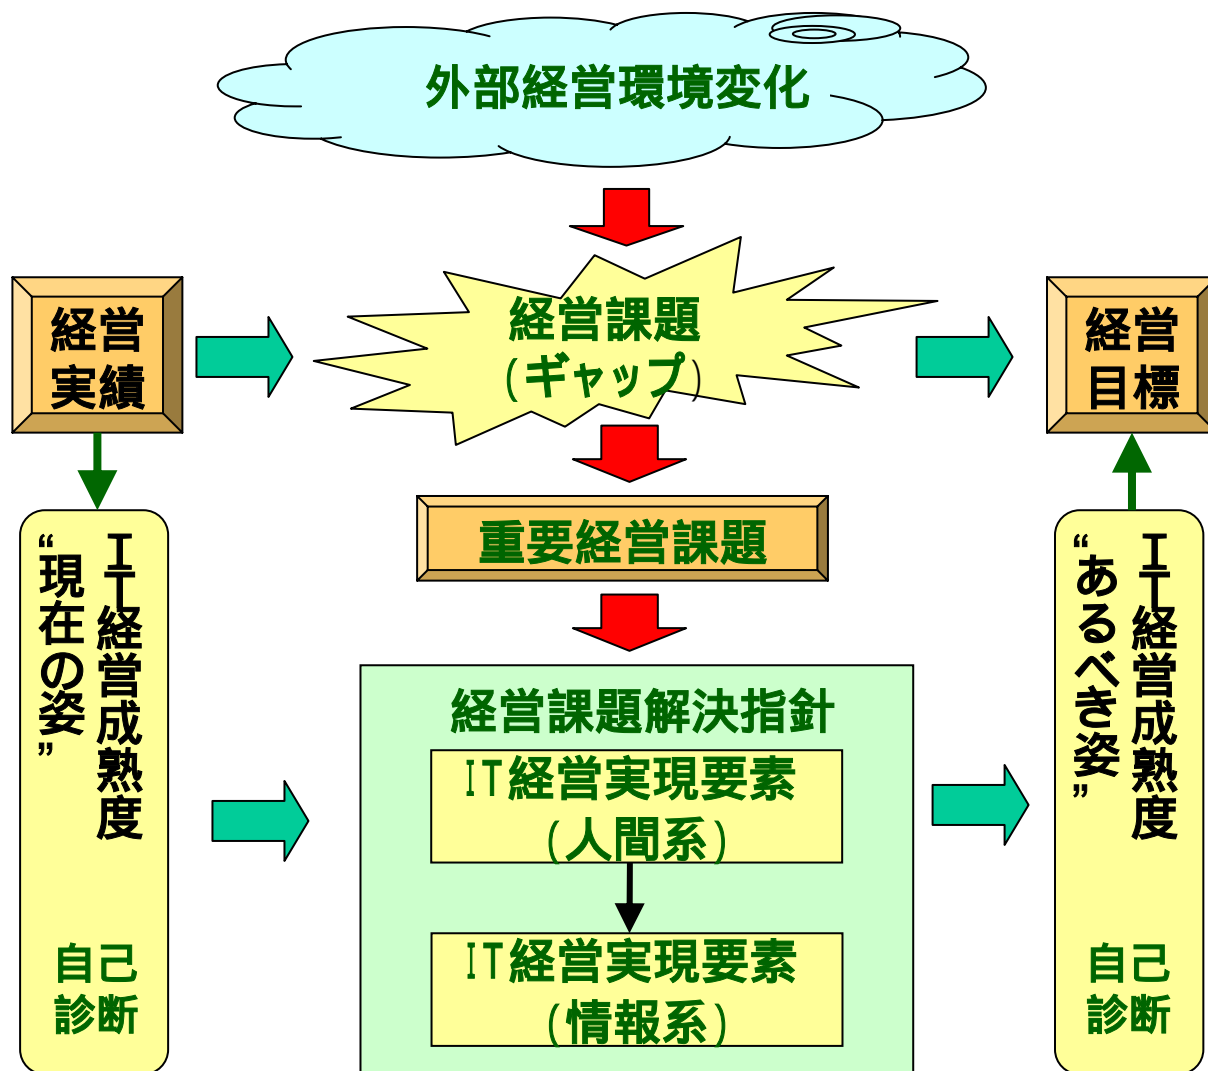 外部経営環境変化
経営
実績
経営課題
(ギャップ)
経営
目標
重要経営課題
IT経営成熟度
“現在の姿”
自己
診断
経営課題解決指針
IT経営実現要素
(人間系)
IT経営実現要素
(情報系)
IT経営成熟度
“あるべき姿”
自己
診断